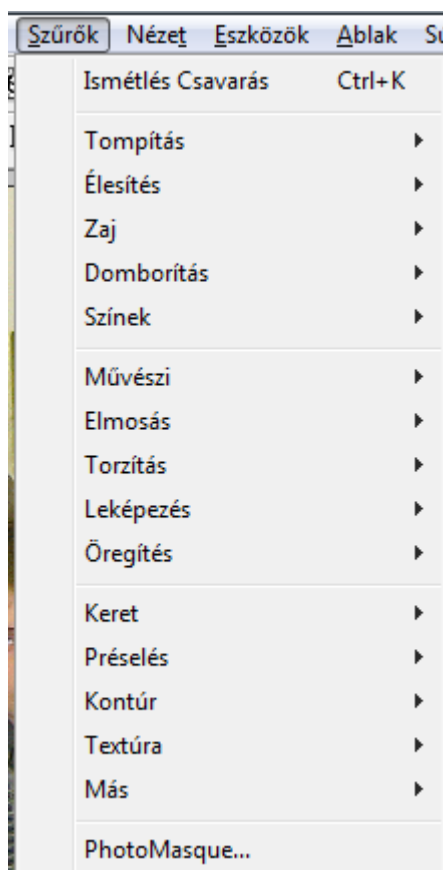 Szűrők Nézet Eszközök Ablak
Ismétlés Csavarás Ctrl+K
Tompítás
Élesítés
Zaj
Domborítás
Színek
Művészi
Elmosás
Torzítás
Leképezés
Öregítés
Keret
Préselés
Kontúr
Textúra
Más
PhotoMasque...